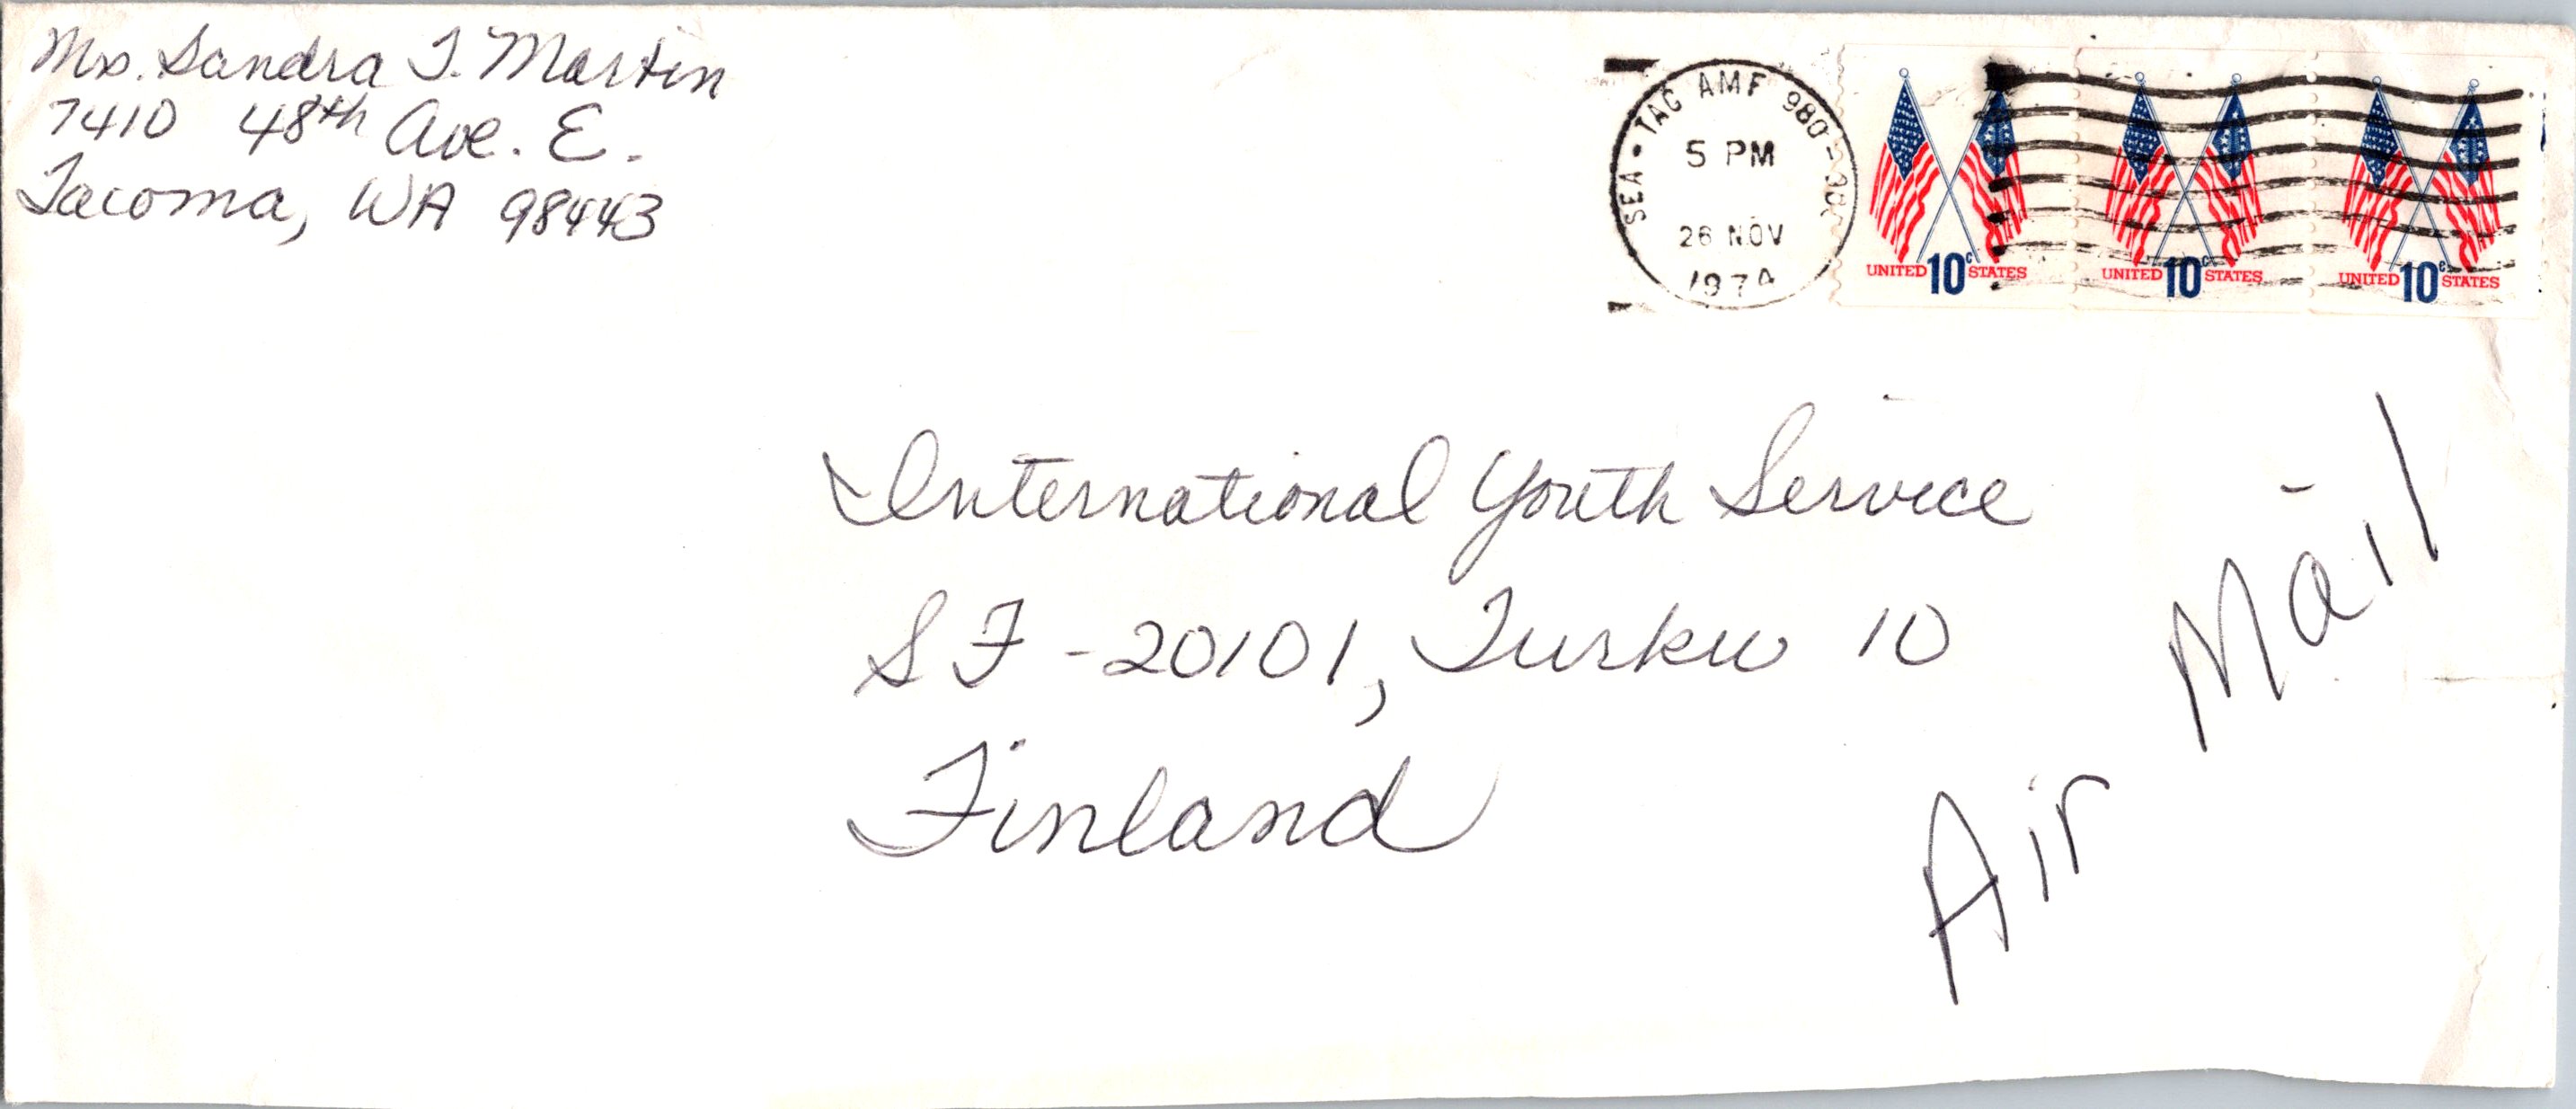 Mrs. Sandra J. Martin
7410 48th Ave. E.
Tacoma, WA 98443
SEA-TAC AMF 980
5 PM
26 NOV
1974
UNITED 10c STATES
UNITED 10c STATES
UNITED 10c STATES
International Youth Service
SF-20101, Turku 10
Finland
Air Mail